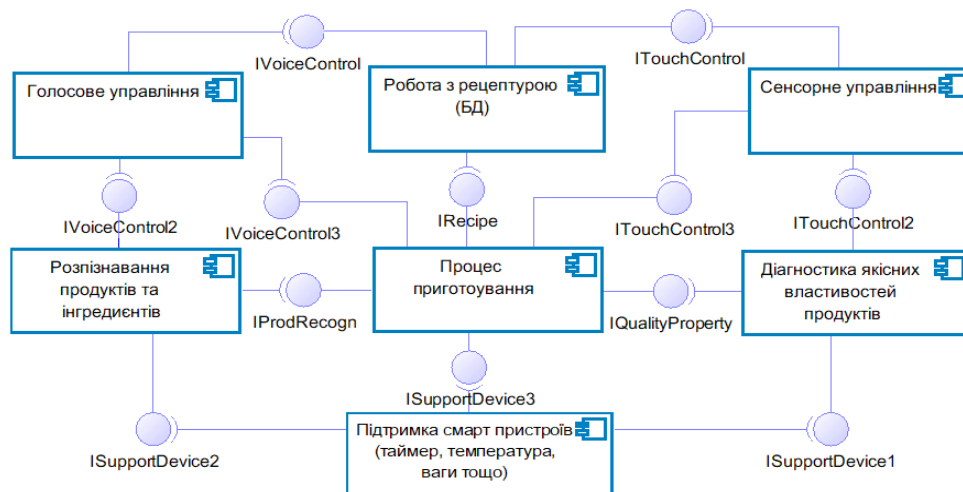 IVoiceControl
ITouchControl
Голосове управління
Робота з рецептурою
(БД)
Сенсорне управління
IVoiceControl2
IVoiceControl3
IRecipe
ITouchControl3
ITouchControl2
Розпізнавання
продуктів та
інгредиєнтів
Процес
приготоування
Діагностика якісних
властивостей
продуктів
IProdRecogn
IQualityProperty
ISupportDevice3
Підтримка смарт пристроїв
(таймер, температура,
ваги тощо)
ISupportDevice2
ISupportDevice1